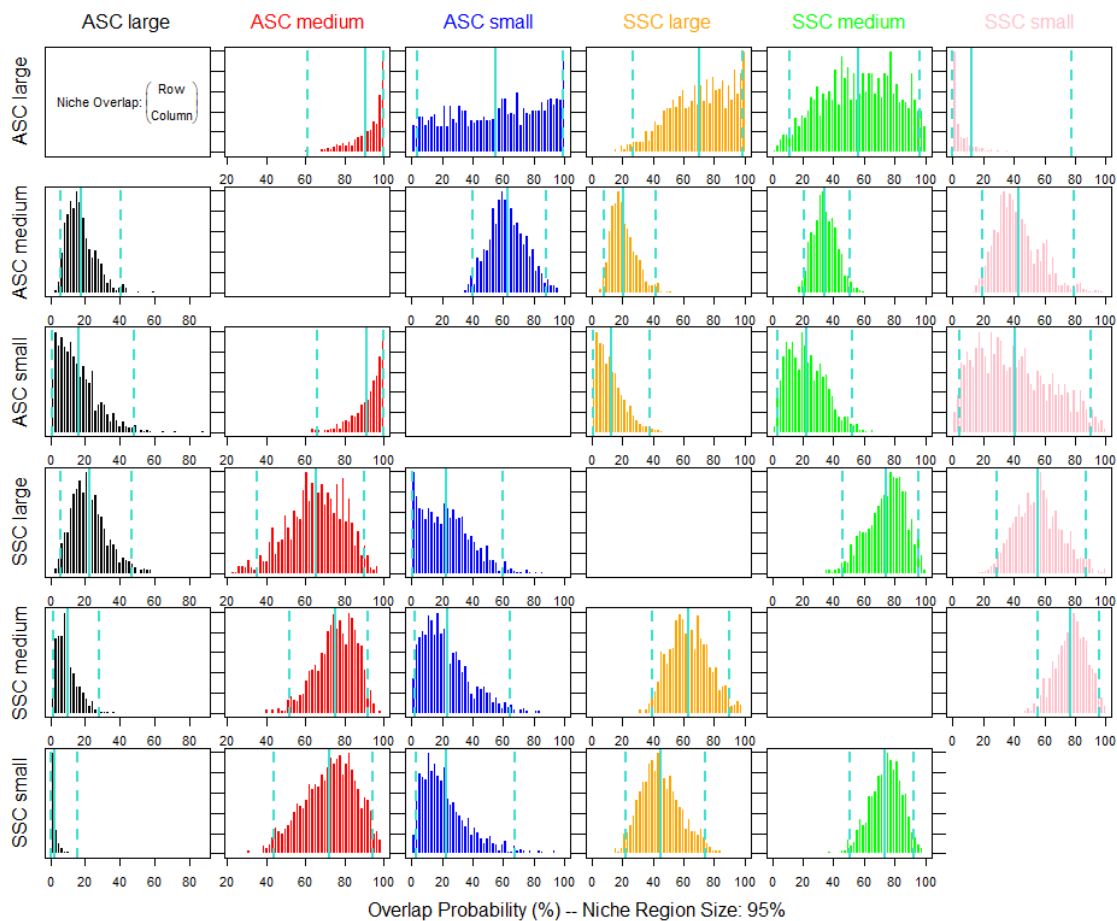 ASC large ASC medium ASC small SSC large SSC medium SSC small
ASC large
Niche Overlap: ( Row
Column )
20 40 60 80 100 0 20 40 60 80 100 0 20 40 60 80 100 0 20 40 60 80 100 0 20 40 60 80 100
ASC medium
0 20 40 60 80 0 20 40 60 80 100 0 20 40 60 80 100 0 20 40 60 80 100 0 20 40 60 80 100
ASC small
0 20 40 60 80 20 40 60 80 100 0 20 40 60 80 100 0 20 40 60 80 100 0 20 40 60 80 100
SSC large
0 20 40 60 80 20 40 60 80 100 0 20 40 60 80 100 0 20 40 60 80 100 0 20 40 60 80 100
SSC medium
0 20 40 60 80 20 40 60 80 100 0 20 40 60 80 100 0 20 40 60 80 100 0 20 40 60 80 100
SSC small
0 20 40 60 80 20 40 60 80 100 0 20 40 60 80 100 0 20 40 60 80 100 0 20 40 60 80 100
Overlap Probability (%) -- Niche Region Size: 95%